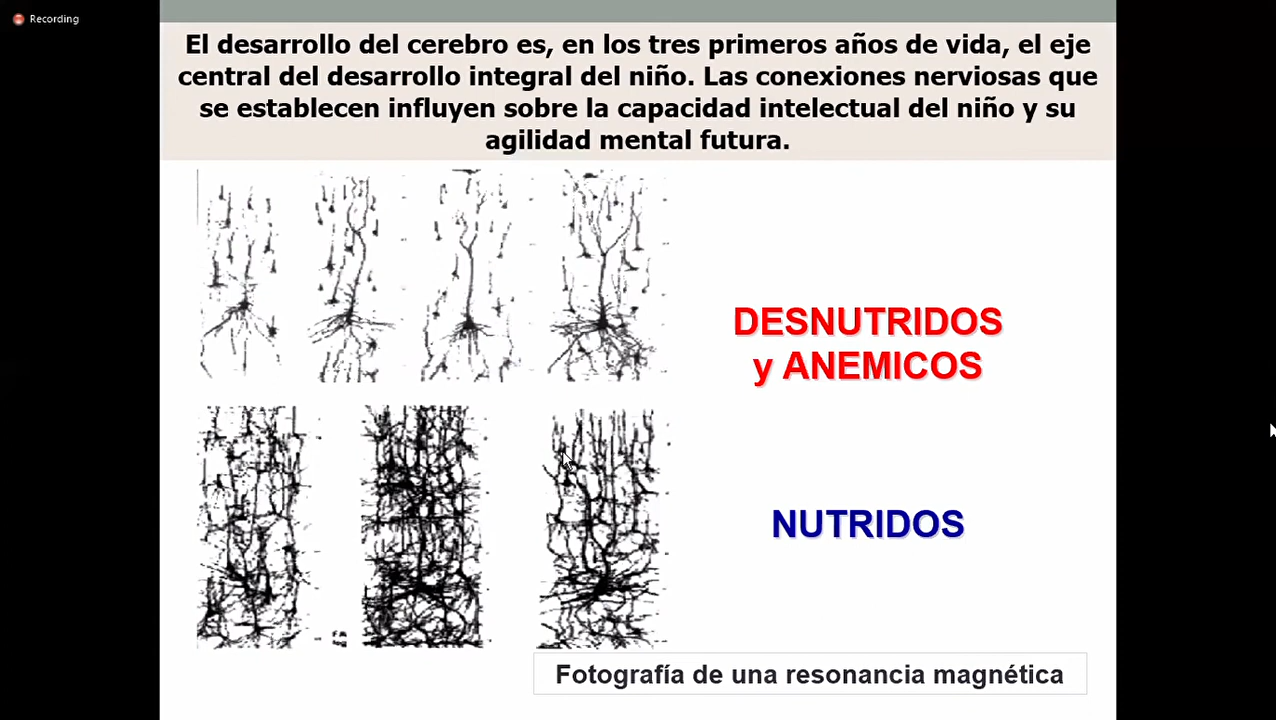 Recording
El desarrollo del cerebro es, en los tres primeros años de vida, el eje
central del desarrollo integral del niño. Las conexiones nerviosas que
se establecen influyen sobre la capacidad intelectual del niño y su
agilidad mental futura.
DESNUTRIDOS
y ANEMICOS
NUTRIDOS
Fotografía de una resonancia magnética